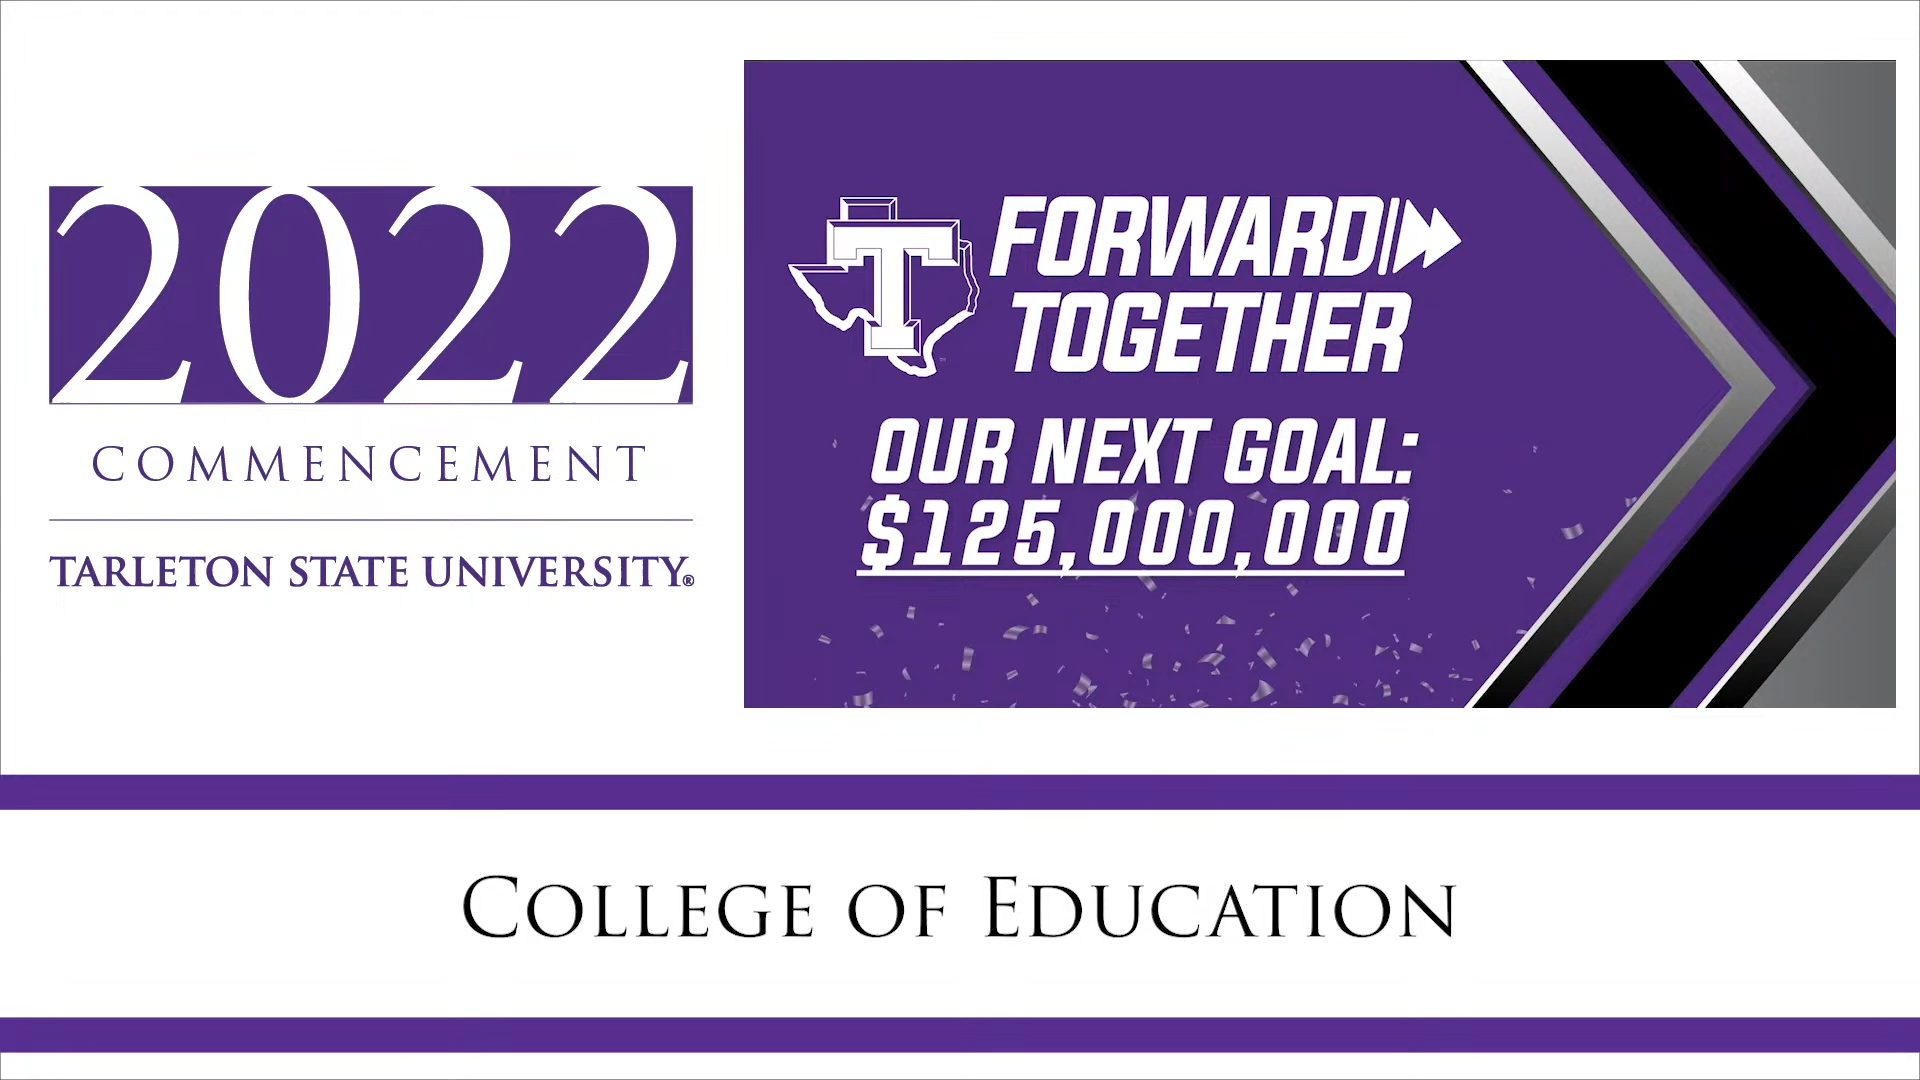 2022
COMMENCEMENT
TARLETON STATE UNIVERSITY®
T FORWARD
TOGETHER
OUR NEXT GOAL:
$125,000,000
COLLEGE OF EDUCATION